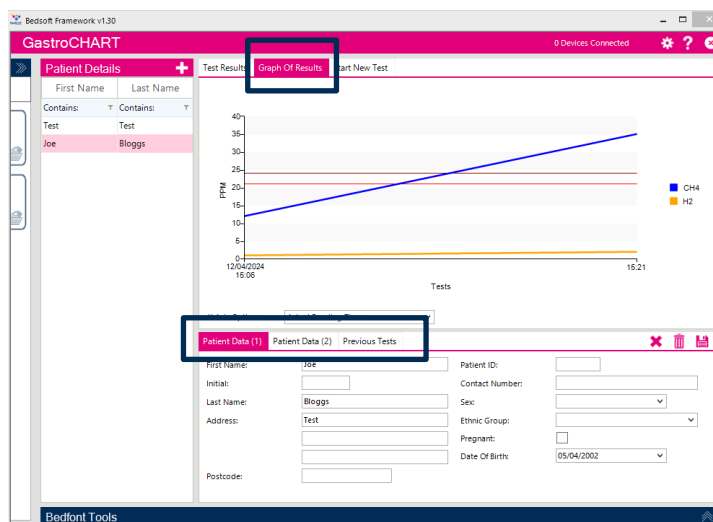 Bedsoft Framework v1.30
GastroCHART
0 Devices Connected
?
Patient Details
First Name Last Name
Contains: Contains:
Test Test
Joe Bloggs
Test Results Graph Of Results tart New Test
40
35
30
25
20
15
10
5
0
PPM
12/04/2024
15:06
15:21
Tests
CH4
H2
Patient Data (1) Patient Data (2) Previous Tests
First Name: Joe Patient ID:
Initial: Contact Number:
Last Name: Bloggs Sex:
Address: Test Ethnic Group:
Pregnant:
Date Of Birth: 05/04/2002
Postcode:
Bedfont Tools